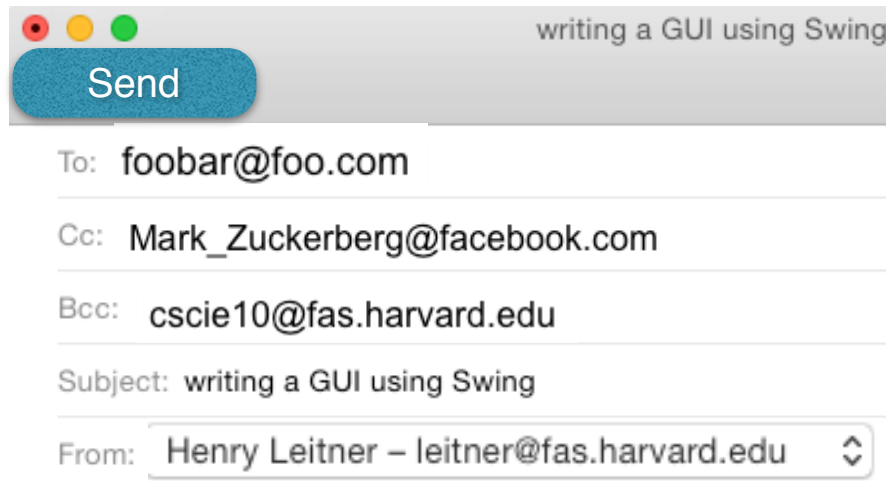 writing a GUI using Swing
Send
To: foobar@foo.com
Cc: Mark_Zuckerberg@facebook.com
Bcc: cscie10@fas.harvard.edu
Subject: writing a GUI using Swing
From: Henry Leitner – leitner@fas.harvard.edu